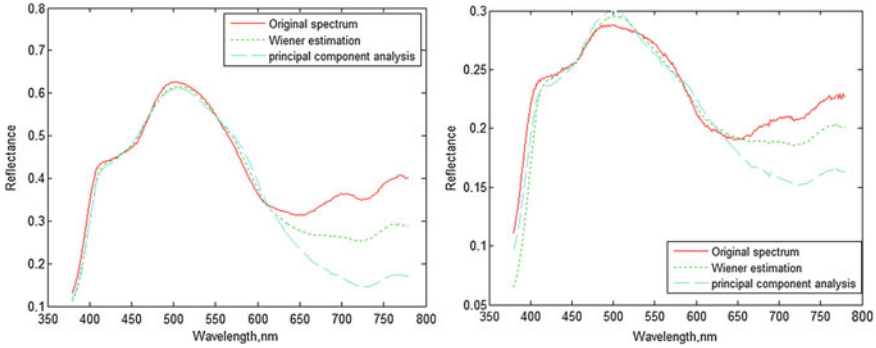 0.8
0.7
0.6
0.5
0.4
0.3
0.2
0.1
Reflectance
350 400 450 500 550 600 650 700 750 800
Wavelength,nm
Original spectrum
Wiener estimation
principal component analysis
0.3
0.25
0.2
0.15
0.1
0.05
Reflectance
350 400 450 500 550 600 650 700 750 800
Wavelength,nm
Original spectrum
Wiener estimation
principal component analysis